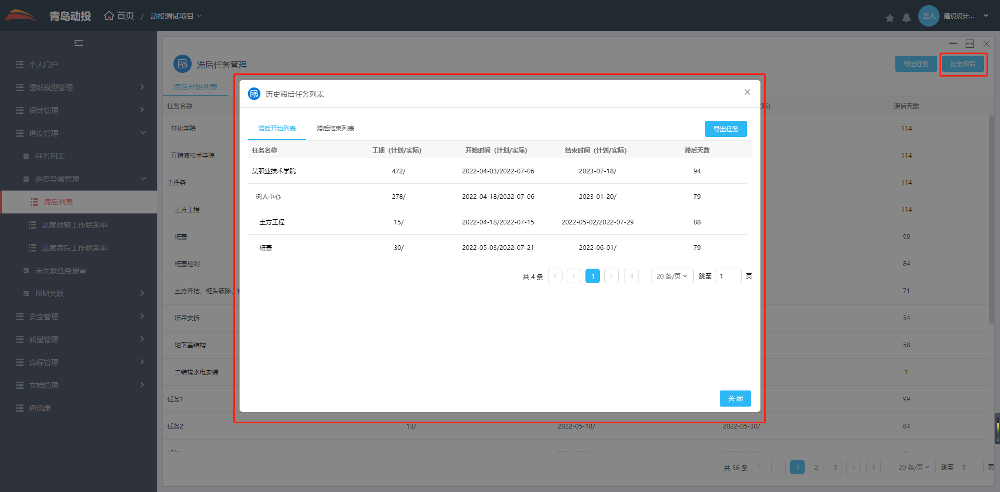 青岛动投
首页 / 动投测试项目
责人 建设设计...
个人门户
图纸模型管理
设计管理
进度管理
任务列表
进度异常管理
滞后列表
进度预警工作联系单
进度滞后工作联系单
未关联任务报审
BIM关联
安全管理
质量管理
流程管理
文档管理
通讯录
滞后任务管理
导出任务 历史滞后
滞后开始列表
任务名称 际) 滞后天数
材化学院 114
五粮液技术学院 114
主任务 114
土方工程 114
桩基 99
桩基检测 84
土方开挖、桩头破除、 71
塔吊安拆 54
地下室结构 58
二结构水电安装 1
任务1 99
任务2 13/ 2022-05-18/ 2022-05-30/ 84
共 56 条 1 2 3 20 条/页 跳至 1 页
历史滞后任务列表
滞后开始列表 滞后结束列表 导出任务
任务名称 工期（计划/实际) 开始时间（计划/实际) 结束时间（计划/实际) 滞后天数
某职业技术学院 472/ 2022-04-03/2022-07-06 2023-07-18/ 94
树人中心 278/ 2022-04-18/2022-07-06 2023-01-20/ 79
土方工程 15/ 2022-04-18/2022-07-15 2022-05-02/2022-07-29 88
桩基 30/ 2022-05-03/2022-07-21 2022-06-01/ 79
共 4 条 1 20 条/页 跳至 1 页
关 闭